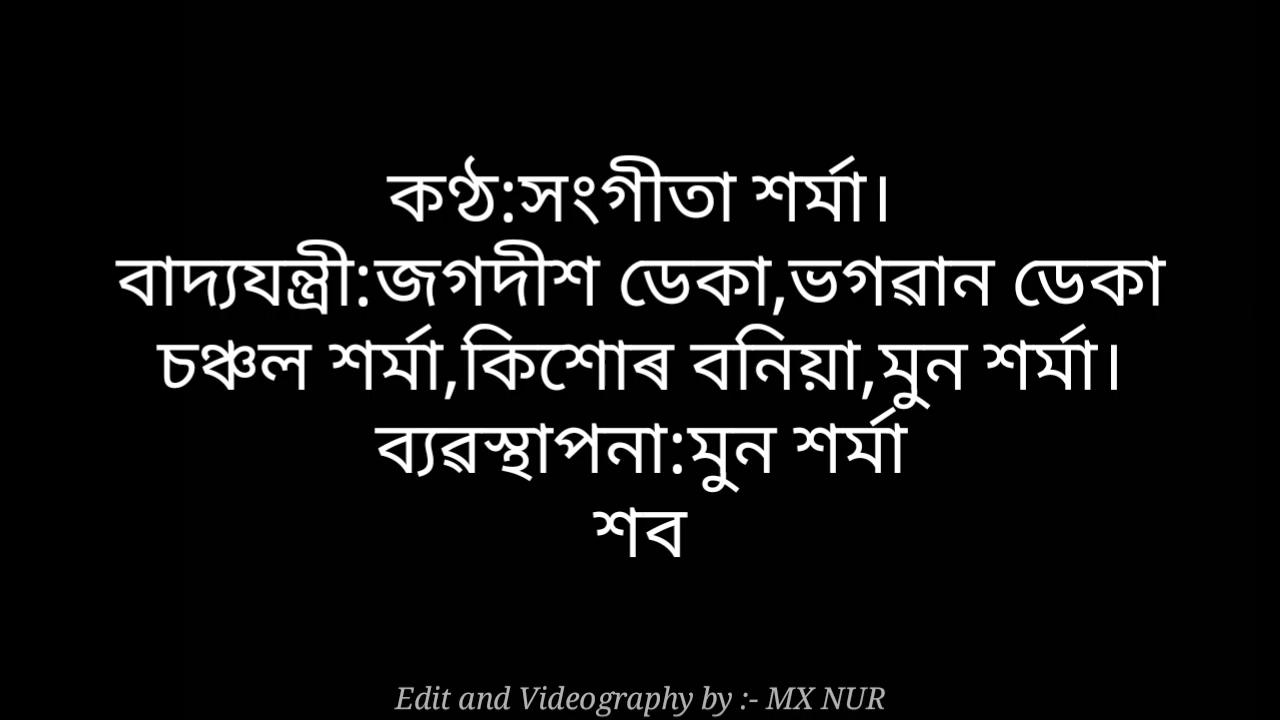 কণ্ঠ:সংগীতা শৰ্মা।
বাদ্যযন্ত্ৰী:জগদীশ ডেকা,ভগৱান ডেকা
চঞ্চল শৰ্মা,কিশোৰ বনিয়া,মুন শৰ্মা।
ব্যৱস্থাপনা:মুন শৰ্মা
শব
Edit and Videography by :- MX NUR